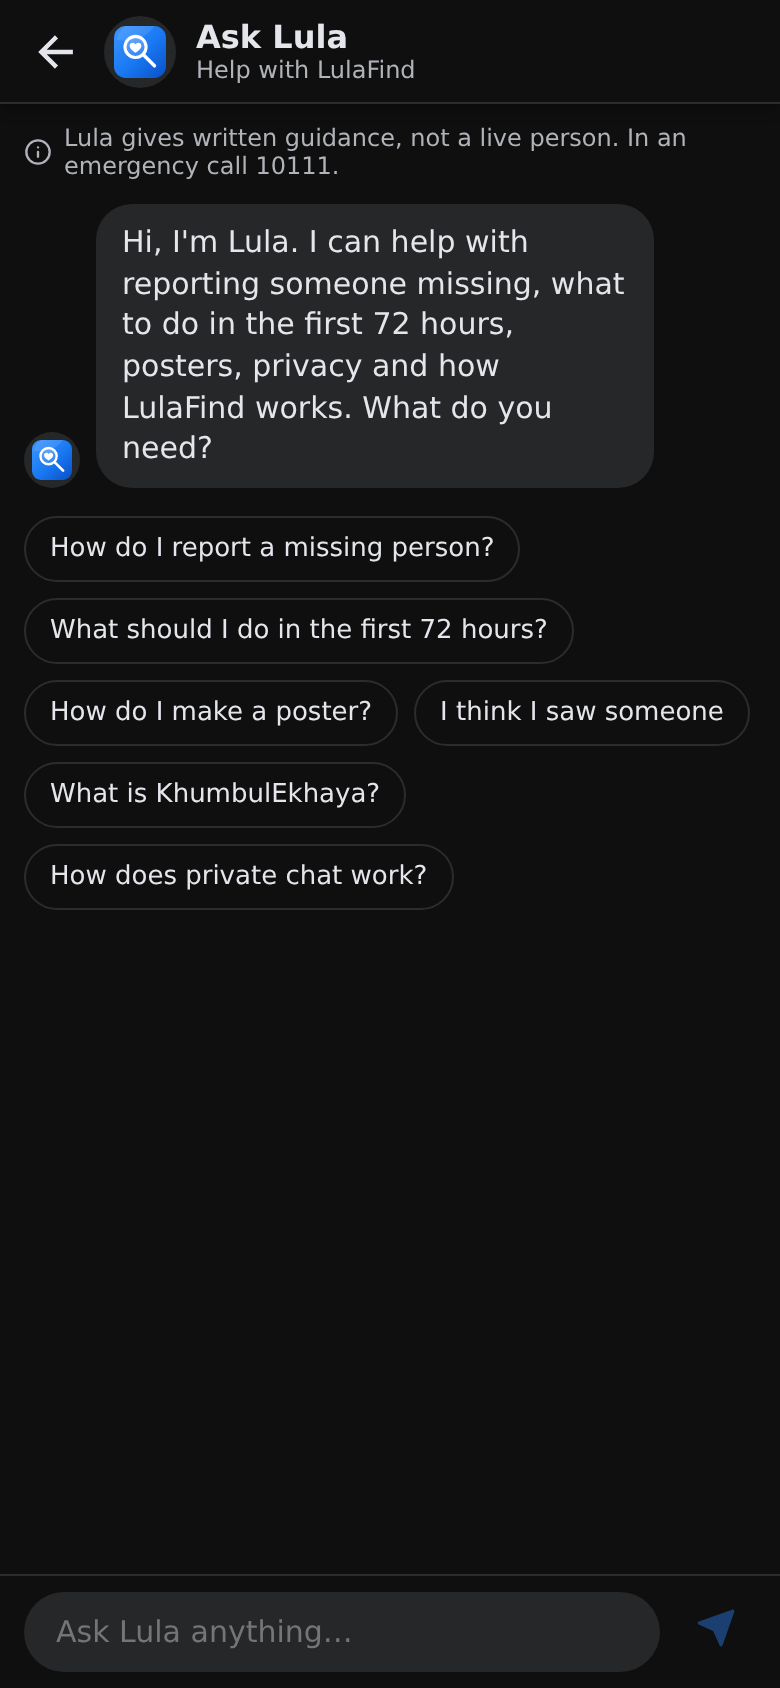 Ask Lula
Help with LulaFind
Lula gives written guidance, not a live person. In an
emergency call 10111.
Hi, I'm Lula. I can help with
reporting someone missing, what
to do in the first 72 hours,
posters, privacy and how
LulaFind works. What do you
need?
How do I report a missing person?
What should I do in the first 72 hours?
How do I make a poster?
I think I saw someone
What is KhumbulEkhaya?
How does private chat work?
Ask Lula anything...